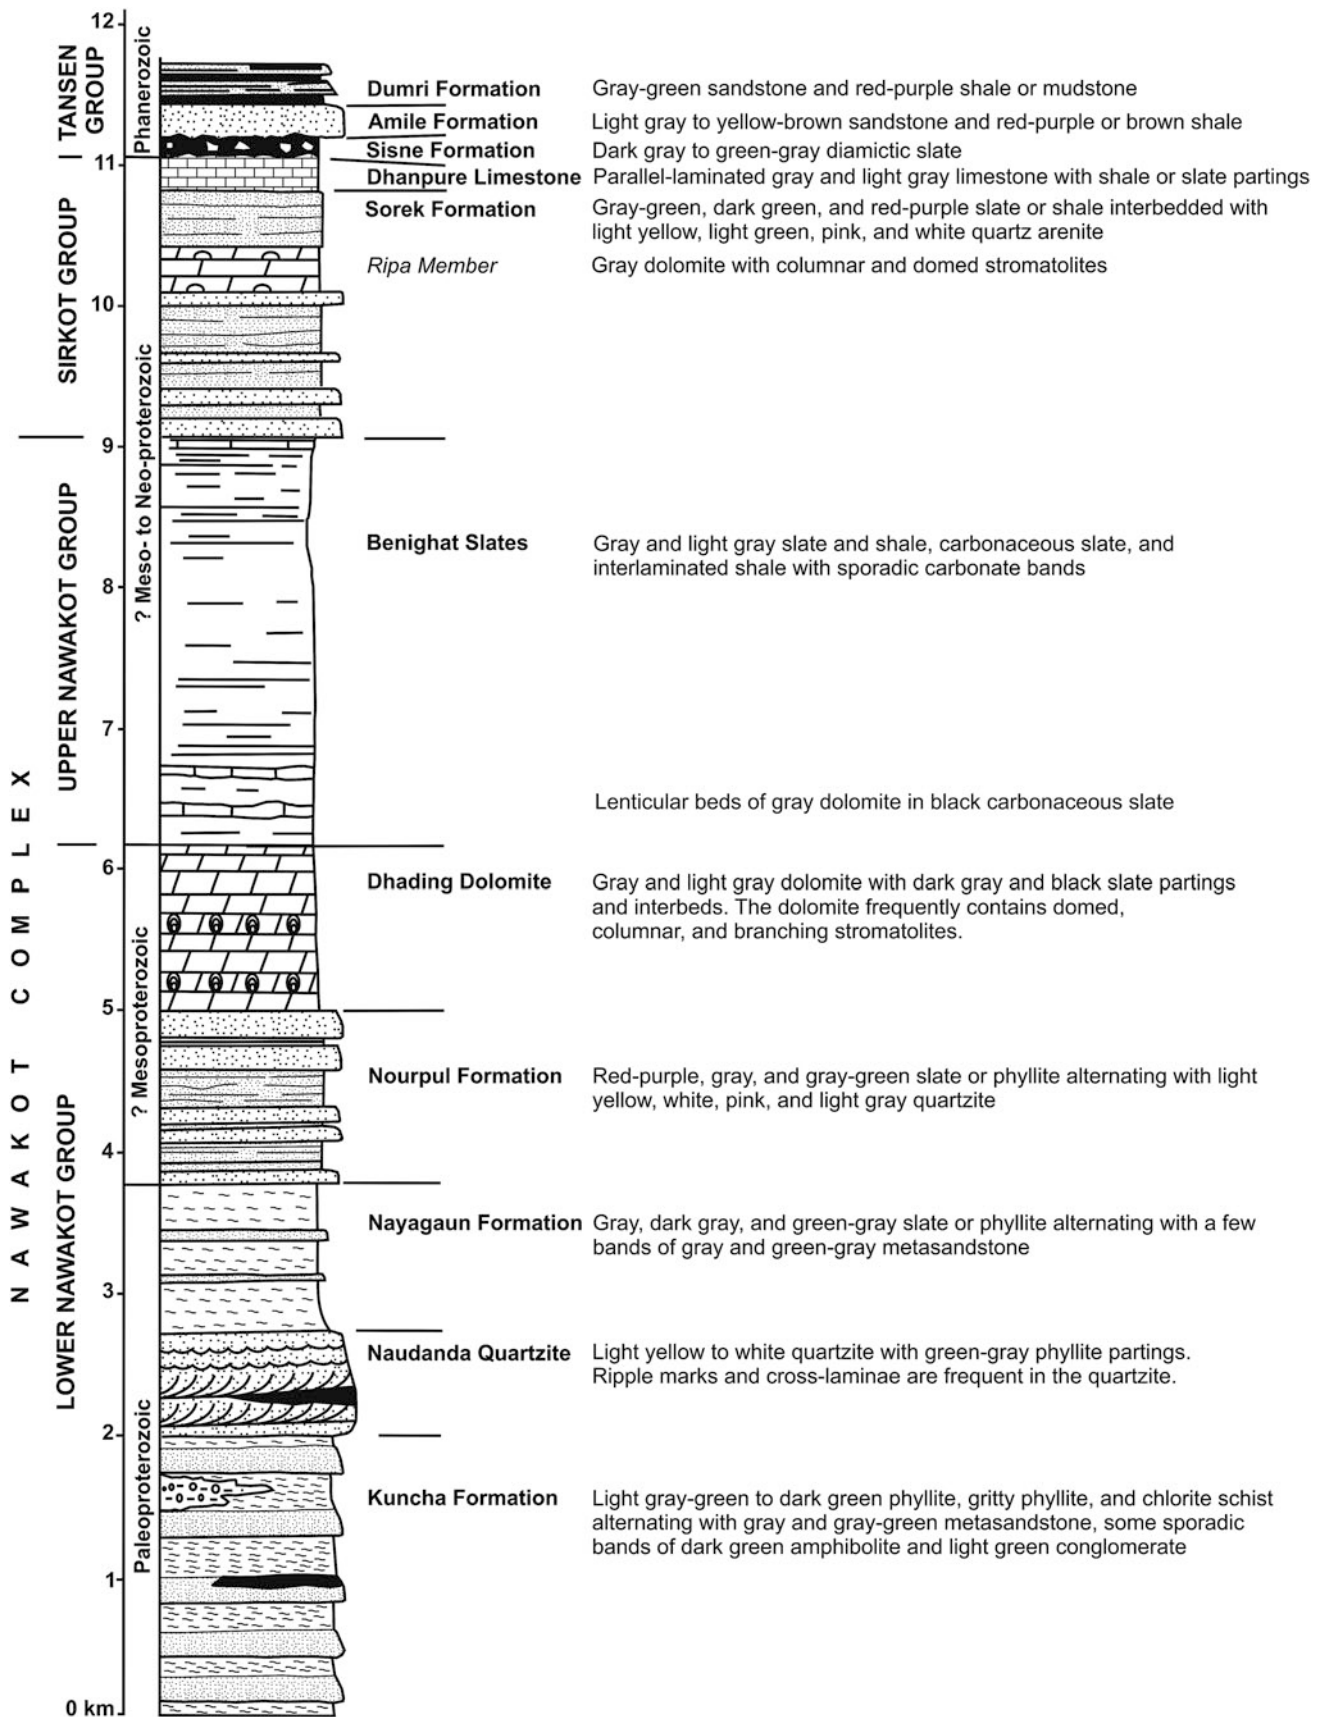 12
TANSEN
GROUP
Phanerozoic
Dumri Formation Gray-green sandstone and red-purple shale or mudstone
Amile Formation Light gray to yellow-brown sandstone and red-purple or brown shale
Sisne Formation Dark gray to green-gray diamictic slate
11
Dhanpure Limestone Parallel-laminated gray and light gray limestone with shale or slate partings
Sorek Formation Gray-green, dark green, and red-purple slate or shale interbedded with
light yellow, light green, pink, and white quartz arenite
Ripa Member Gray dolomite with columnar and domed stromatolites
SIRKOT GROUP
10
? Meso- to Neo-proterozoic
9
UPPER NAWAKOT GROUP
Benighat Slates Gray and light gray slate and shale, carbonaceous slate, and
interlaminated shale with sporadic carbonate bands
8
7
Lenticular beds of gray dolomite in black carbonaceous slate
NAWAKOT COMPLEX
6
Dhading Dolomite Gray and light gray dolomite with dark gray and black slate partings
and interbeds. The dolomite frequently contains domed,
columnar, and branching stromatolites.
? Mesoproterozoic
5
Nourpul Formation Red-purple, gray, and gray-green slate or phyllite alternating with light
yellow, white, pink, and light gray quartzite
4
LOWER NAWAKOT GROUP
Nayagaun Formation Gray, dark gray, and green-gray slate or phyllite alternating with a few
bands of gray and green-gray metasandstone
3
Naudanda Quartzite Light yellow to white quartzite with green-gray phyllite partings.
Ripple marks and cross-laminae are frequent in the quartzite.
2
Paleoproterozoic
Kuncha Formation Light gray-green to dark green phyllite, gritty phyllite, and chlorite schist
alternating with gray and gray-green metasandstone, some sporadic
bands of dark green amphibolite and light green conglomerate
1
0 km